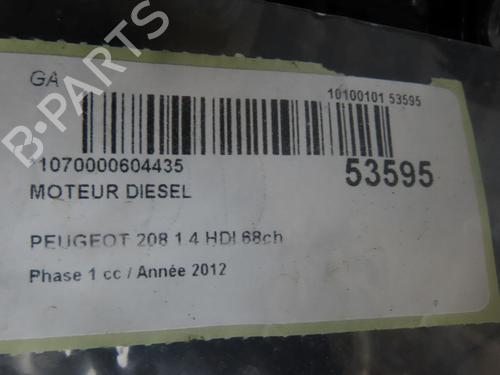 GA
10100101 53595
1070000604435
53595
MOTEUR DIESEL
PEUGEOT 208 1.4 HDI 68ch
Phase 1 cc / Année 2012
B-PARTS